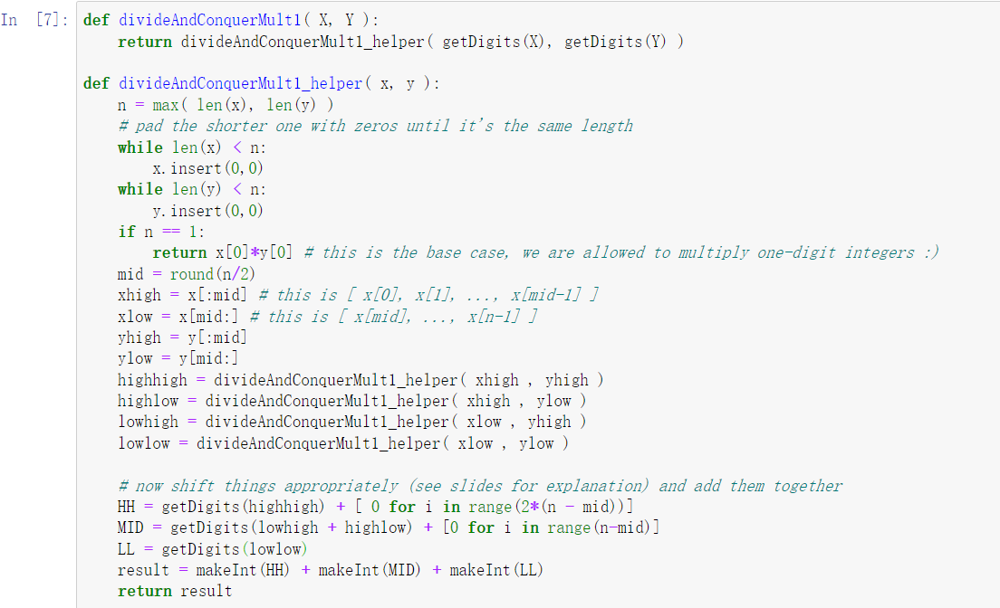 In [7]: def divideAndConquerMult1( X, Y ):
    return divideAndConquerMult1_helper( getDigits(X), getDigits(Y) )

def divideAndConquerMult1_helper( x, y ):
    n = max( len(x), len(y) )
    # pad the shorter one with zeros until it's the same length
    while len(x) < n:
        x.insert(0,0)
    while len(y) < n:
        y.insert(0,0)
    if n == 1:
        return x[0]*y[0] # this is the base case, we are allowed to multiply one-digit integers :)
    mid = round(n/2)
    xhigh = x[:mid] # this is [ x[0], x[1], ..., x[mid-1] ]
    xlow = x[mid:] # this is [ x[mid], ..., x[n-1] ]
    yhigh = y[:mid]
    ylow = y[mid:]
    highhigh = divideAndConquerMult1_helper( xhigh , yhigh )
    highlow = divideAndConquerMult1_helper( xhigh , ylow )
    lowhigh = divideAndConquerMult1_helper( xlow , yhigh )
    lowlow = divideAndConquerMult1_helper( xlow , ylow )

    # now shift things appropriately (see slides for explanation) and add them together
    HH = getDigits(highhigh) + [ 0 for i in range(2*(n - mid))]
    MID = getDigits(lowhigh + highlow) + [0 for i in range(n-mid)]
    LL = getDigits(lowlow)
    result = makeInt(HH) + makeInt(MID) + makeInt(LL)
    return result